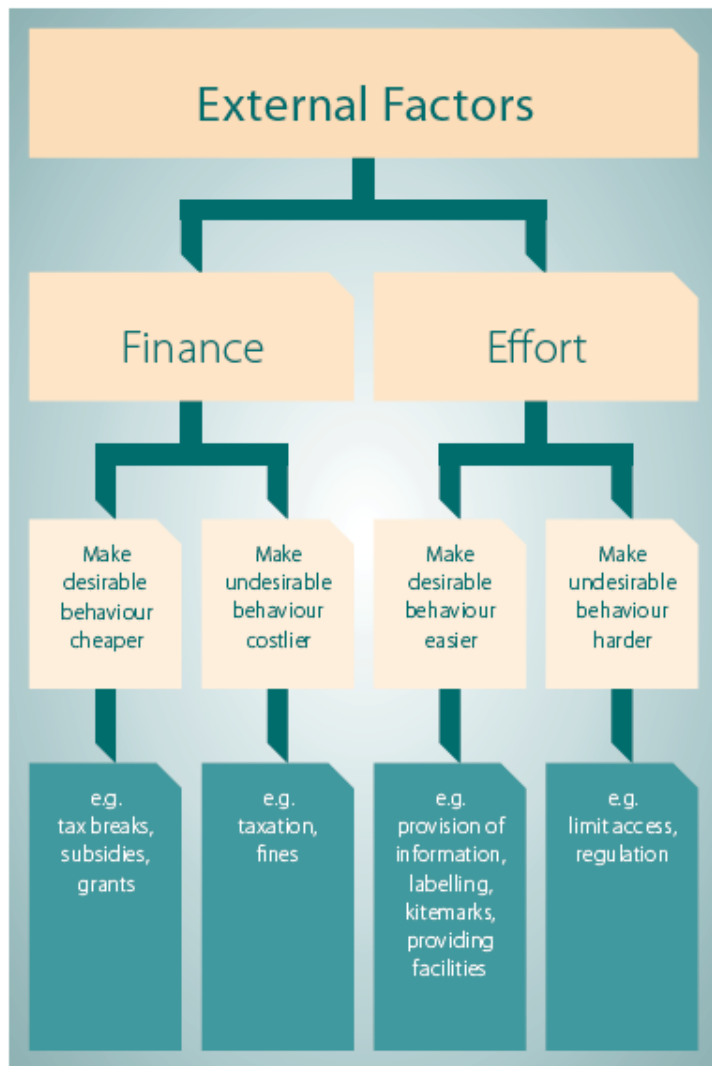 External Factors
Finance
Effort
Make
desirable
behaviour
cheaper
Make
undesirable
behaviour
costlier
Make
desirable
behaviour
easier
Make
undesirable
behaviour
harder
e.g.
tax breaks,
subsidies,
grants
e.g.
taxation,
fines
e.g.
provision of
information,
labelling,
kitemarks,
providing
facilities
e.g.
limit access,
regulation